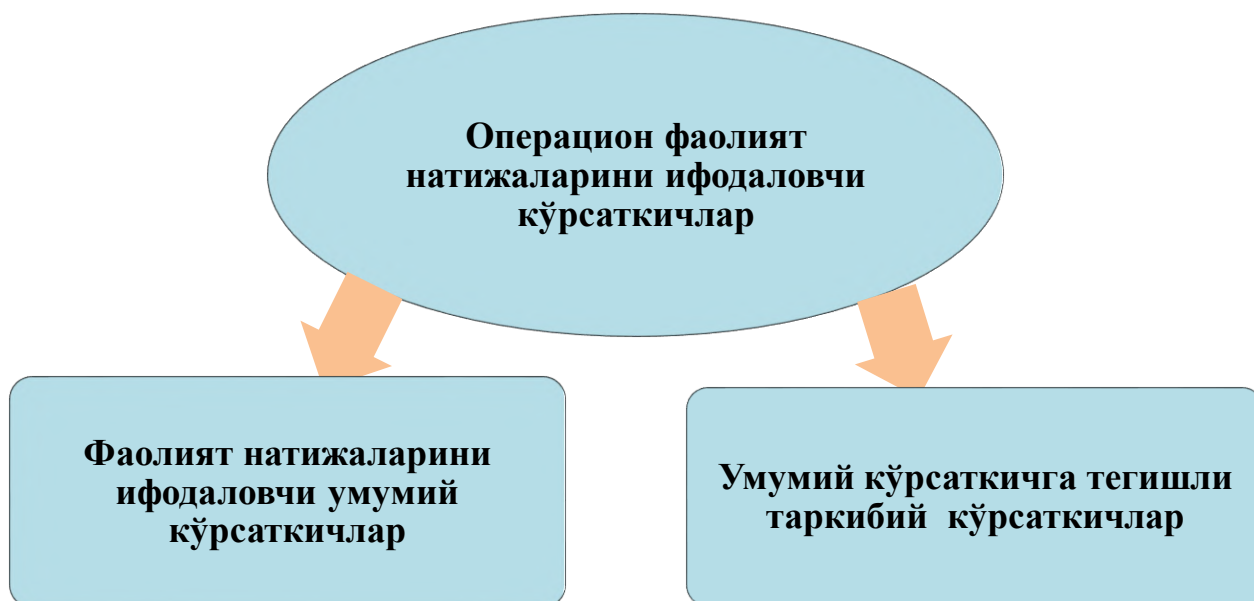 Операцион фаолият
натижаларини ифодаловчи
кўрсаткичлар
Фаолият натижаларини
ифодаловчи умумий
кўрсаткичлар
Умумий кўрсаткичга тегишли
таркибий кўрсаткичлар